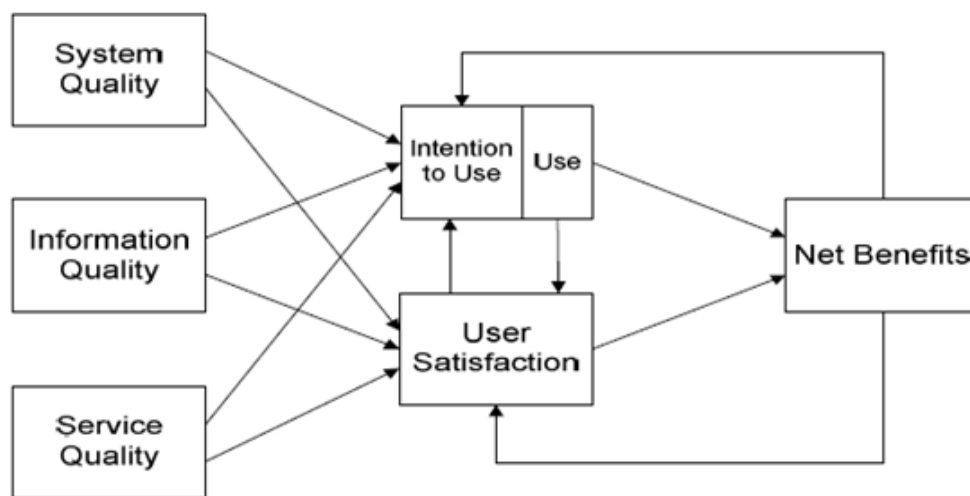 System
Quality
Intention
to Use
Use
Information
Quality
Net Benefits
User
Satisfaction
Service
Quality